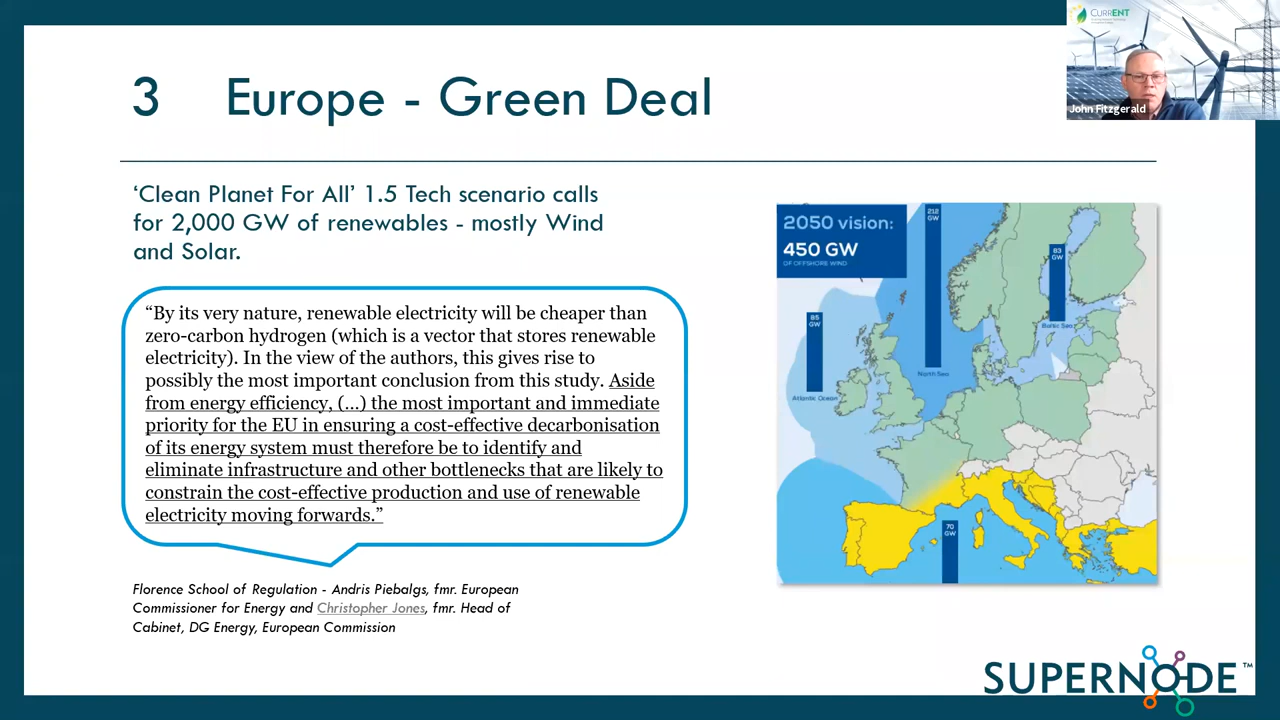 CURRENT
John Fitzgerald
3 Europe - Green Deal
‘Clean Planet For All’ 1.5 Tech scenario calls
for 2,000 GW of renewables - mostly Wind
and Solar.
“By its very nature, renewable electricity will be cheaper than
zero-carbon hydrogen (which is a vector that stores renewable
electricity). In the view of the authors, this gives rise to
possibly the most important conclusion from this study. Aside
from energy efficiency, (...) the most important and immediate
priority for the EU in ensuring a cost-effective decarbonisation
of its energy system must therefore be to identify and
eliminate infrastructure and other bottlenecks that are likely to
constrain the cost-effective production and use of renewable
electricity moving forwards.”
Florence School of Regulation - Andris Piebalgs, fmr. European
Commissioner for Energy and Christopher Jones, fmr. Head of
Cabinet, DG Energy, European Commission
2050 vision:
450 GW
OF OFFSHORE WIND
212
GW
North Sea
83
GW
Baltic Sea
85
GW
Atlantic Ocean
70
GW
SUPERNODE™